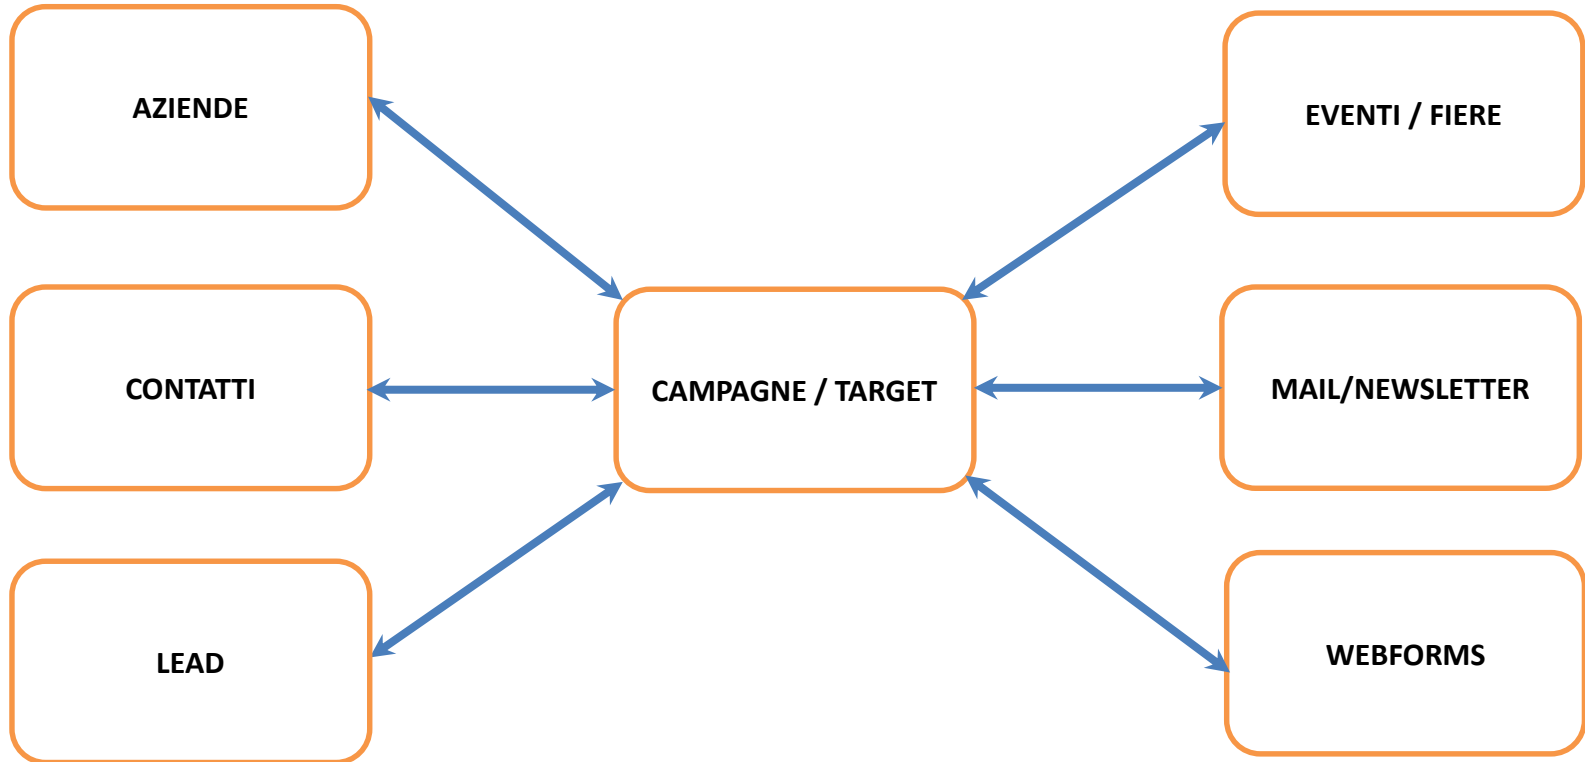 AZIENDE
EVENTI / FIERE
CONTATTI
CAMPAGNE / TARGET
MAIL/NEWSLETTER
LEAD
WEBFORMS